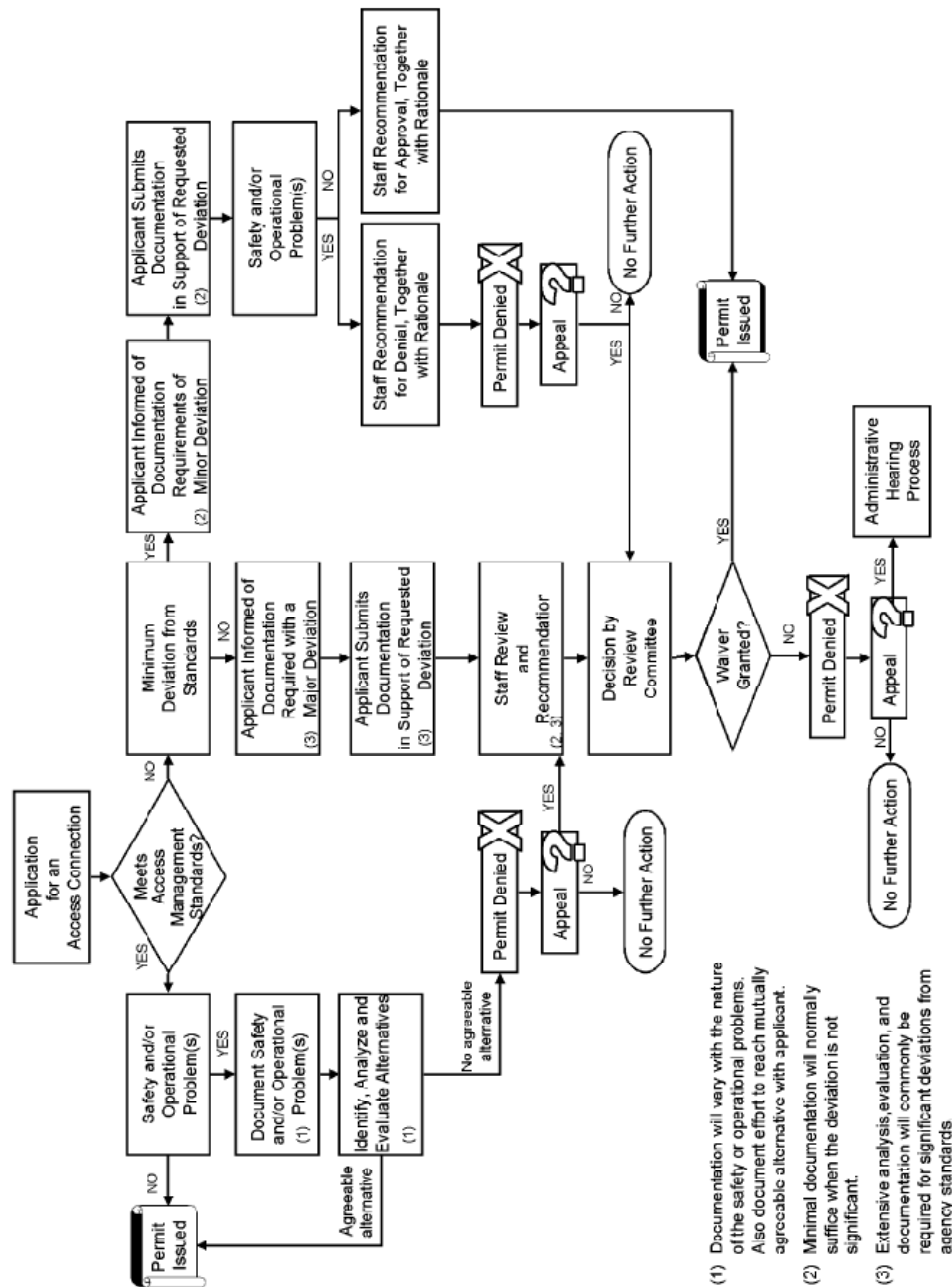 Application
for an
Access Connection
Meets
Access
Management
Standards?
YES
NO
Safety and/or
Operational
Problem(s)
NO
YES
Permit
Issued
Document Safety
and/or Operational
Problem(s)
(1)
Identify, Analyze and
Evaluate Alternatives
(1)
Agreeable
alternative
No agreeable
alternative
Permit Denied
X
Appeal
?
YES
NO
No Further Action
Minimum
Deviation from
Stancarcs
YES
NO
Applicant Informed of
Documentation
Required with a
Major Deviation
(3)
Applicant Submits
Documentation
in Support of Requested
Deviation
(3)
Staff Review
and
Recommendatior
(2, 3)
Decision by
Review
Committee
Waiver
Granted?
YES
NC
Permit Denied
X
Appeal
?
NO
YES
No Further Action
Administrative
Hearing
Process
Applicant Informed of
Documentation
Requirements of
Minor Deviation
(2)
Applicant Submits
Documentation
in Support of Requested
Deviation
(2)
Safety and/or
Operational
Problem(s)
YES
NO
Staff Recommendation
for Denial, Together
with Rationale
Staff Recommendation
for Approval, Together
with Rationale
Permit Denied
X
Appeal
?
YES
NO
No Further Action
Permit
Issued
(1) Documentation will vary with the nature
of the safety or operational problems.
Also document effort to reach mutually
agreeable alternative with applicant.
(2) Minimal documentation will normaly
suffice when the deviation is not
significant.
(3) Extensive analysis,evaluation, and
documentation will commonly be
required for significant deviations from
agency standards.